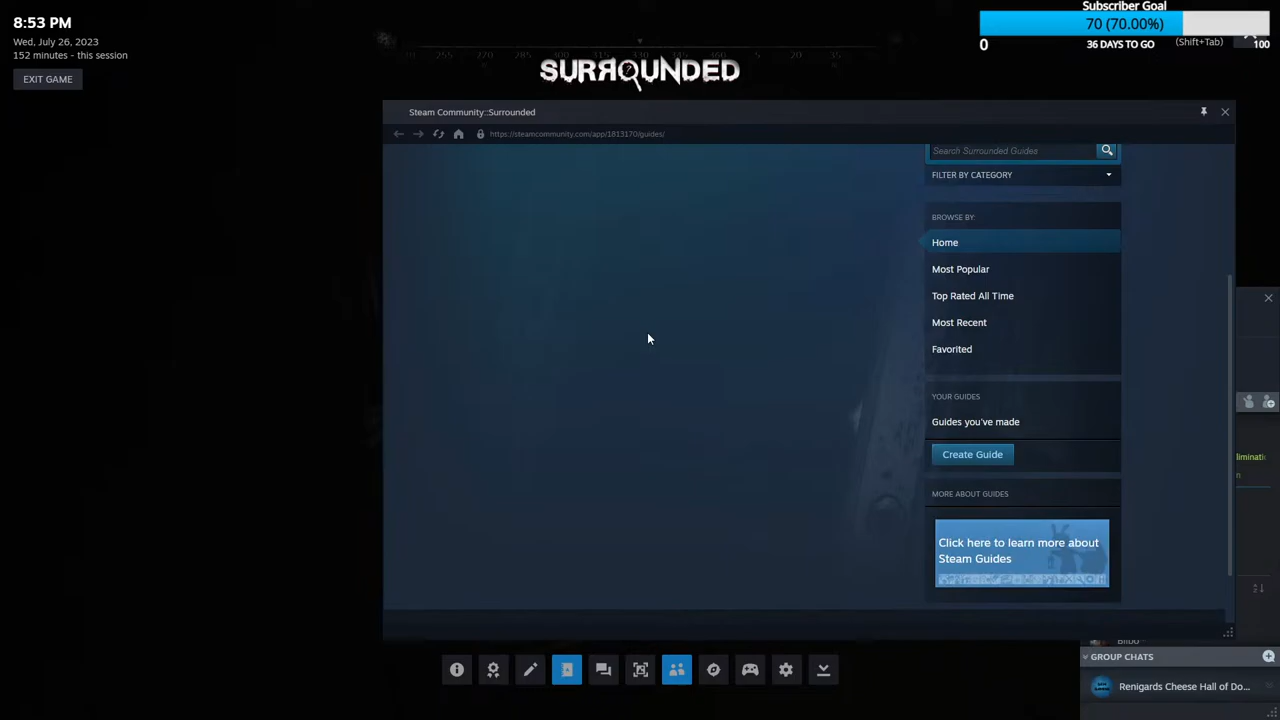 8:53 PM
Wed, July 26, 2023
152 minutes - this session
EXIT GAME
Subscriber Goal
70 (70.00%)
0
36 DAYS TO GO
(Shift+Tab)
100
SURROUNDED
Steam Community::Surrounded
https://steamcommunity.com/app/1813170/guides/
Search Surrounded Guides
FILTER BY CATEGORY
BROWSE BY:
Home
Most Popular
Top Rated All Time
Most Recent
Favorited
YOUR GUIDES
Guides you've made
Create Guide
MORE ABOUT GUIDES
Click here to learn more about
Steam Guides
GROUP CHATS
Renigards Cheese Hall of Do...